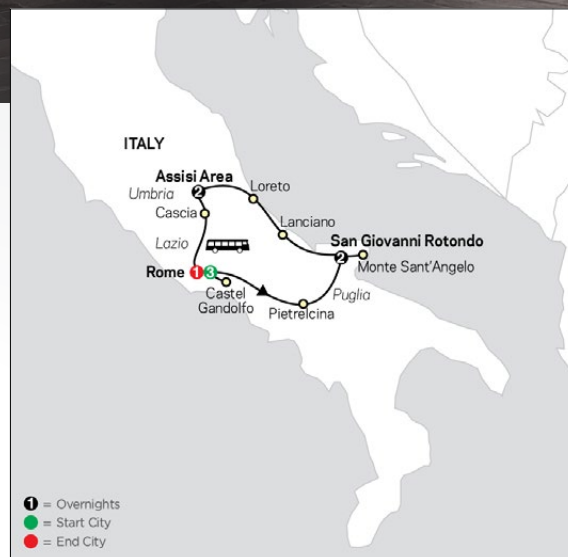 ITALY
Assisi Area
2
Umbria
Loreto
Cascia
Lanciano
Lazio
San Giovanni Rotondo
2
Monte Sant'Angelo
Rome 1 3
Castel
Gandolfo
Puglia
Pietrelcina
1 = Overnights
= Start City
= End City